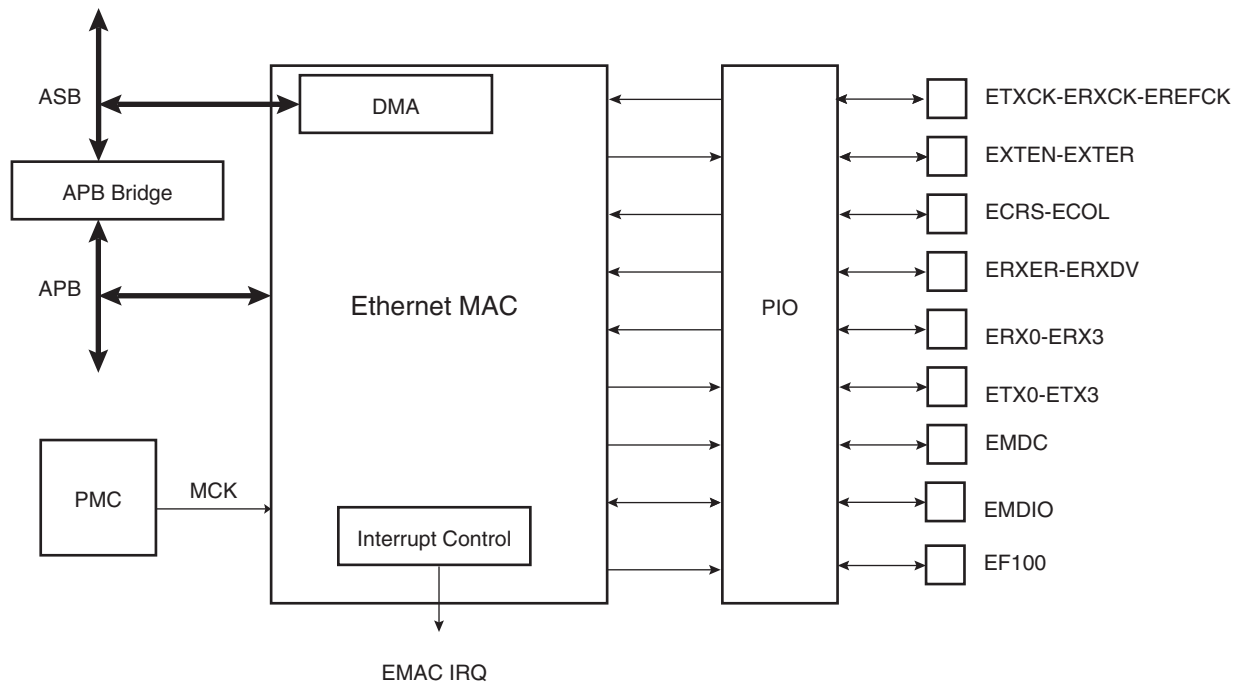 ASB
DMA
APB Bridge
APB
Ethernet MAC
PMC
MCK
Interrupt Control
EMAC IRQ
PIO
ETXCK-ERXCK-EREFCK
EXTEN-EXTER
ECRS-ECOL
ERXER-ERXDV
ERX0-ERX3
ETX0-ETX3
EMDC
EMDIO
EF100